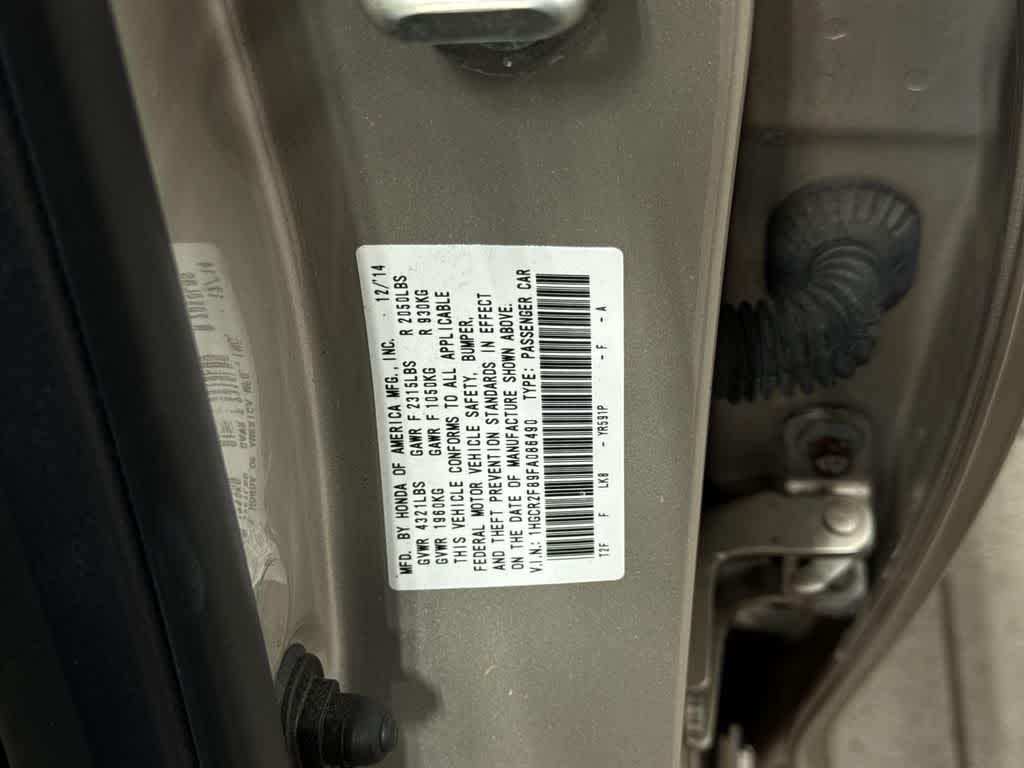 MFD. BY HONDA OF AMERICA MFG., INC. 12/'14
GVWR 4321LBS GAWR F 2315LBS R 2050LBS
GVWR 1960KG GAWR F 1050KG R 930KG
THIS VEHICLE CONFORMS TO ALL APPLICABLE
FEDERAL MOTOR VEHICLE SAFETY, BUMPER,
AND THEFT PREVENTION STANDARDS IN EFFECT
ON THE DATE OF MANUFACTURE SHOWN ABOVE.
V.I.N.: 1HGCR2F89FA086490 TYPE: PASSENGER CAR
T2F F LK8 - YR591P - F - A